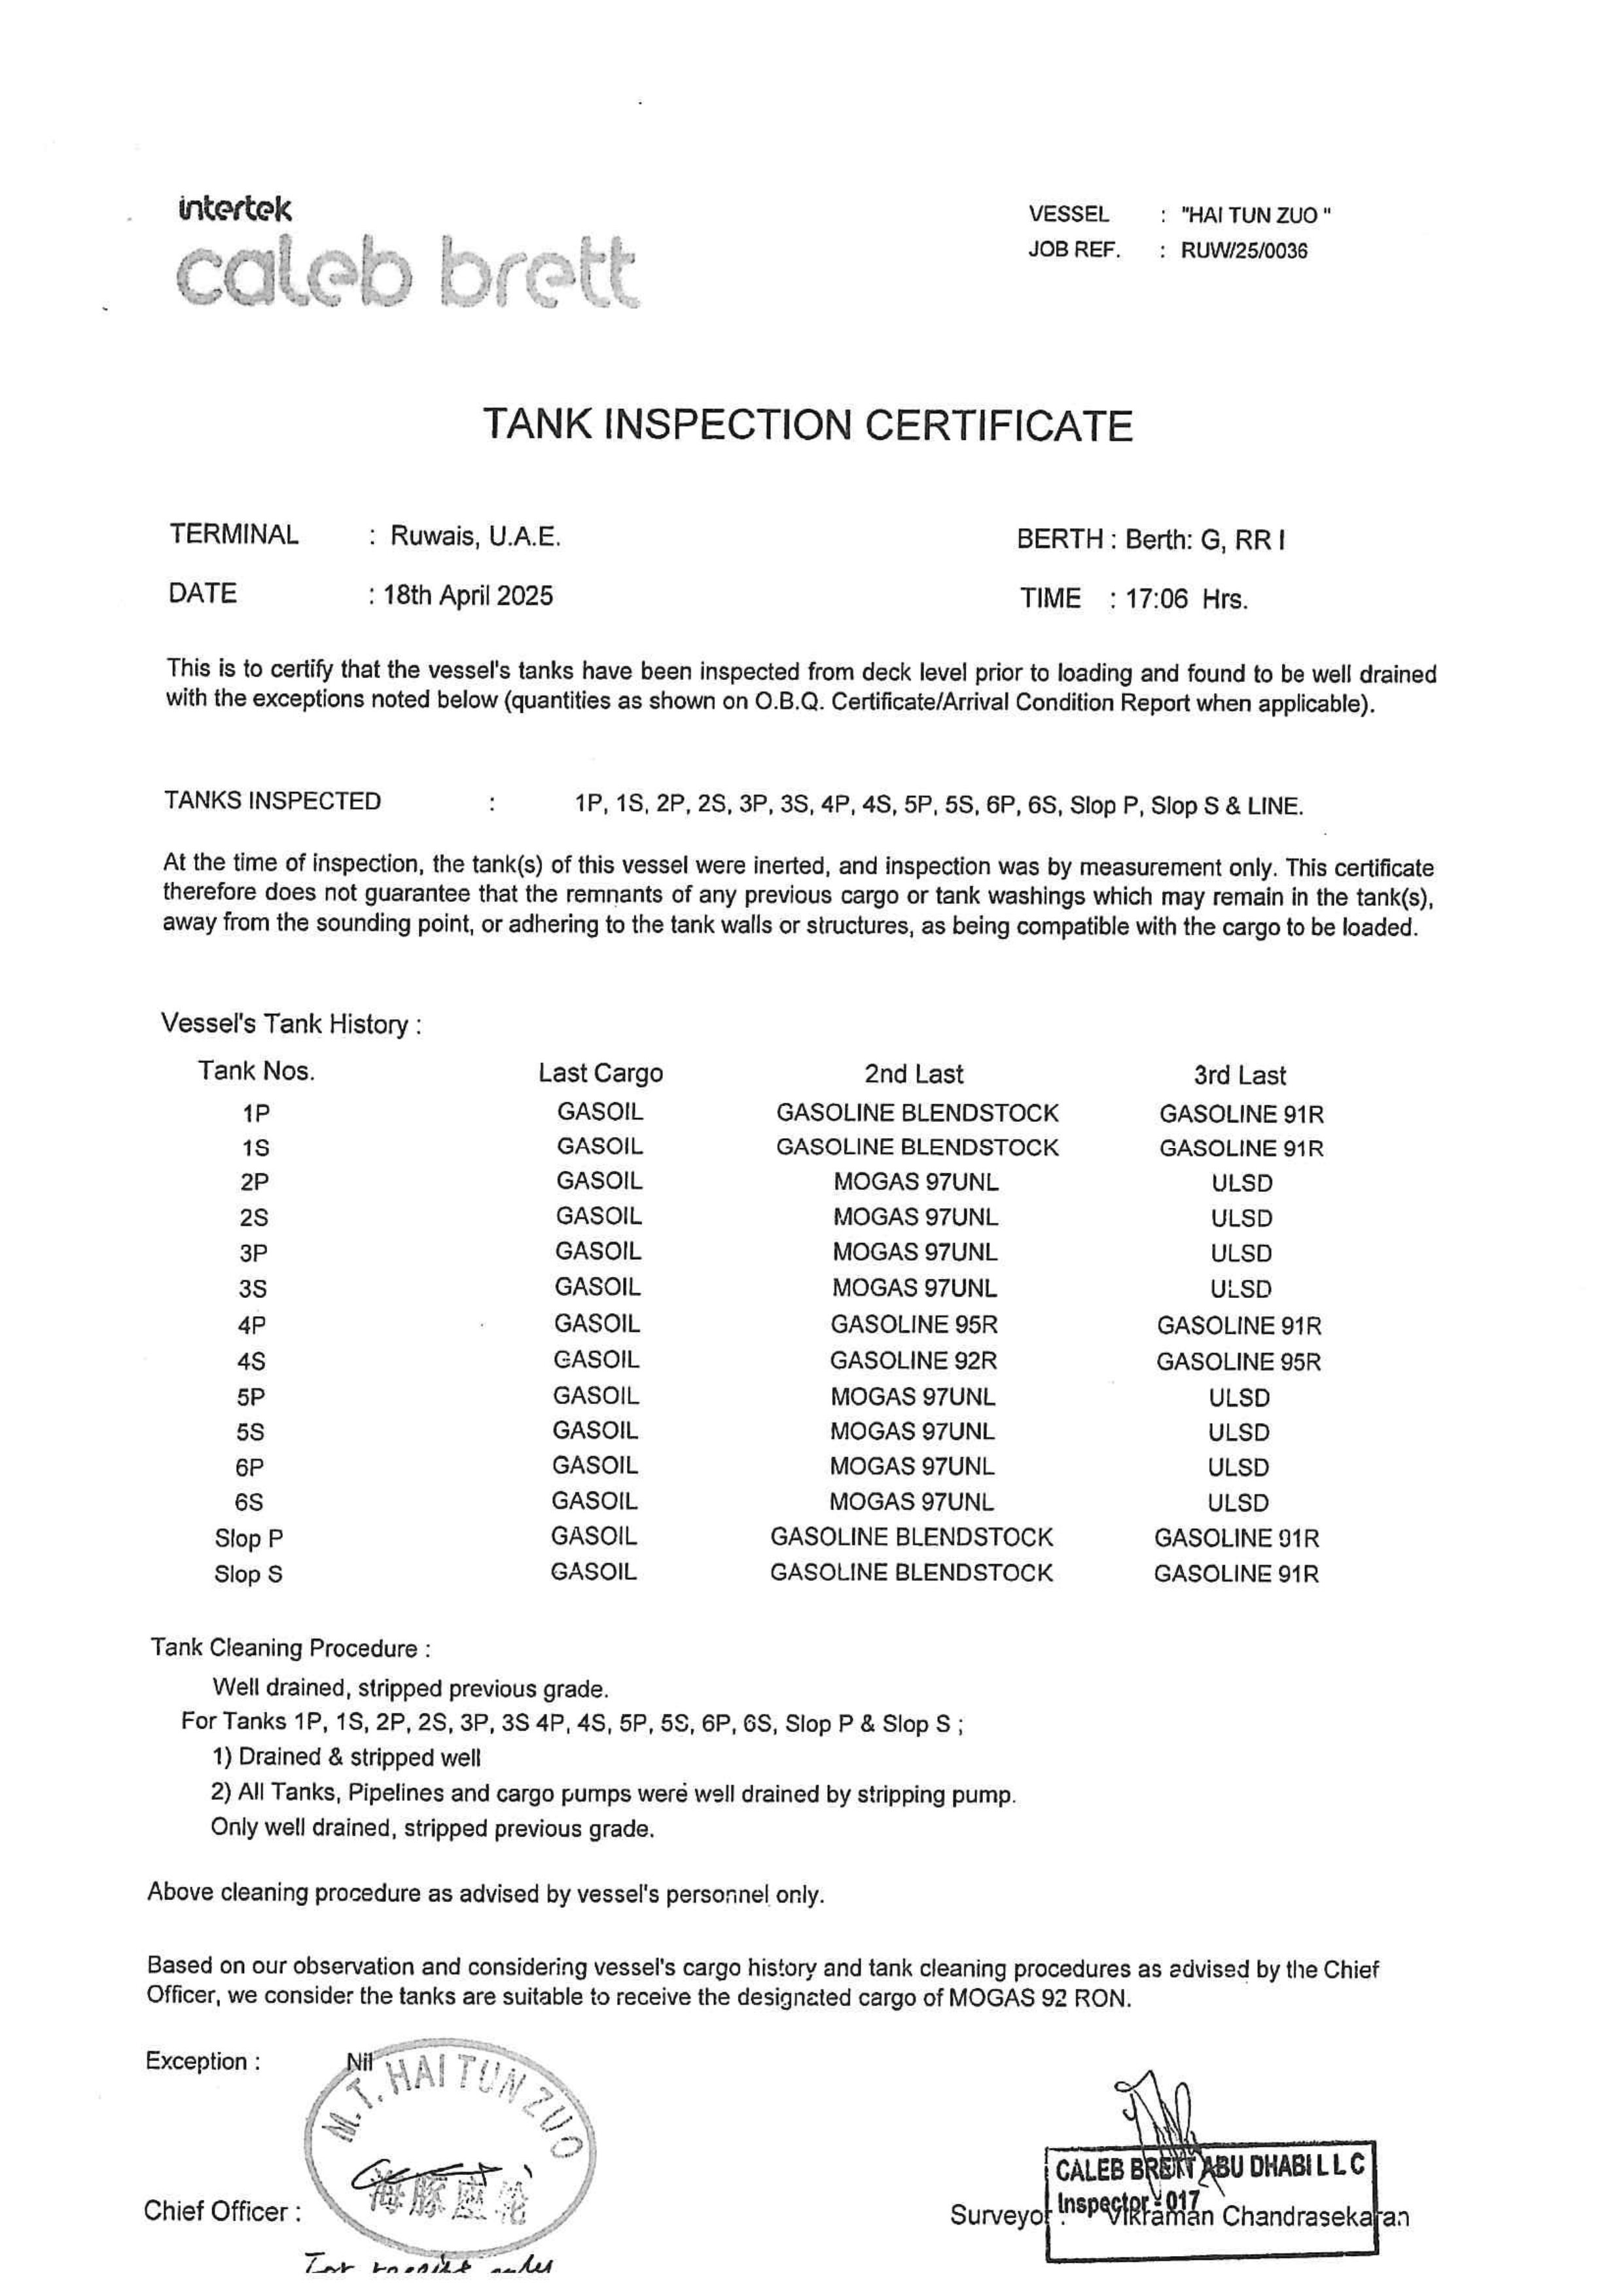 intertek
caleb brett
VESSEL : "HAI TUN ZUO "
JOB REF. : RUW/25/0036
TANK INSPECTION CERTIFICATE
TERMINAL : Ruwais, U.A.E. BERTH : Berth: G, RR I
DATE : 18th April 2025 TIME : 17:06 Hrs.
This is to certify that the vessel's tanks have been inspected from deck level prior to loading and found to be well drained
with the exceptions noted below (quantities as shown on O.B.Q. Certificate/Arrival Condition Report when applicable).
TANKS INSPECTED : 1P, 1S, 2P, 2S, 3P, 3S, 4P, 4S, 5P, 5S, 6P, 6S, Slop P, Slop S & LINE.
At the time of inspection, the tank(s) of this vessel were inerted, and inspection was by measurement only. This certificate
therefore does not guarantee that the remnants of any previous cargo or tank washings which may remain in the tank(s),
away from the sounding point, or adhering to the tank walls or structures, as being compatible with the cargo to be loaded.
Vessel's Tank History :
Tank Nos. Last Cargo 2nd Last 3rd Last
1P GASOIL GASOLINE BLENDSTOCK GASOLINE 91R
1S GASOIL GASOLINE BLENDSTOCK GASOLINE 91R
2P GASOIL MOGAS 97UNL ULSD
2S GASOIL MOGAS 97UNL ULSD
3P GASOIL MOGAS 97UNL ULSD
3S GASOIL MOGAS 97UNL ULSD
4P GASOIL GASOLINE 95R GASOLINE 91R
4S GASOIL GASOLINE 92R GASOLINE 95R
5P GASOIL MOGAS 97UNL ULSD
5S GASOIL MOGAS 97UNL ULSD
6P GASOIL MOGAS 97UNL ULSD
6S GASOIL MOGAS 97UNL ULSD
Slop P GASOIL GASOLINE BLENDSTOCK GASOLINE 91R
Slop S GASOIL GASOLINE BLENDSTOCK GASOLINE 91R
Tank Cleaning Procedure :
Well drained, stripped previous grade.
For Tanks 1P, 1S, 2P, 2S, 3P, 3S 4P, 4S, 5P, 5S, 6P, 6S, Slop P & Slop S ;
1) Drained & stripped well
2) All Tanks, Pipelines and cargo pumps were well drained by stripping pump.
Only well drained, stripped previous grade.
Above cleaning procedure as advised by vessel's personnel only.
Based on our observation and considering vessel's cargo history and tank cleaning procedures as advised by the Chief
Officer, we consider the tanks are suitable to receive the designated cargo of MOGAS 92 RON.
Exception : Nil
M.T. HAI TUN ZUO
海豚座轮
CALEB BRETT ABU DHABI L L C
Inspector - 017
Chief Officer :
Surveyor : Vikraman Chandrasekaran
For receipt only